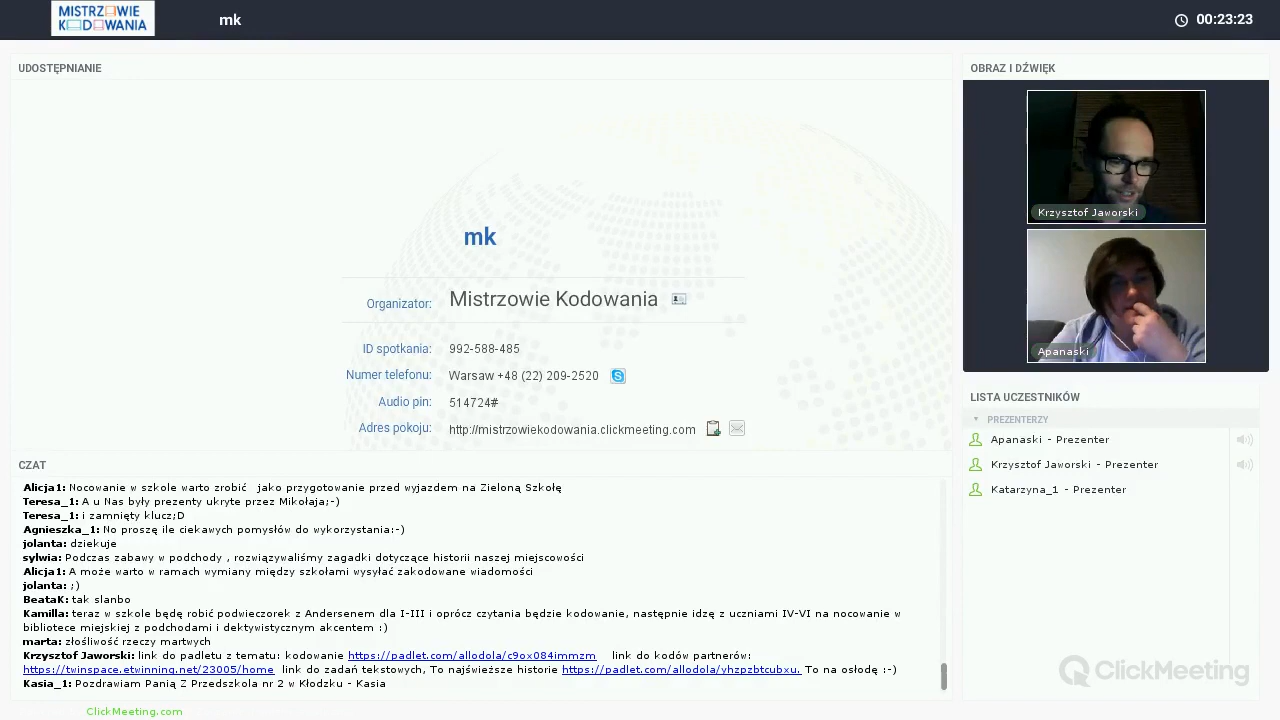 MISTRZOWIE
KODOWANIA
mk
00:23:23
UDOSTĘPNIANIE
mk
Organizator: Mistrzowie Kodowania
ID spotkania: 992-588-485
Numer telefonu: Warsaw +48 (22) 209-2520
Audio pin: 514724#
Adres pokoju: http://mistrzowiekodowania.clickmeeting.com
CZAT
Alicja1: Nocowanie w szkole warto zrobić jako przygotowanie przed wyjazdem na Zieloną Szkołę
Teresa_1: A u Nas były prezenty ukryte przez Mikołaja;-)
Teresa_1: i zamnięty klucz;D
Agnieszka_1: No proszę ile ciekawych pomysłów do wykorzystania:-)
jolanta: dziekuje
sylwia: Podczas zabawy w podchody , rozwiązywaliśmy zagadki dotyczące historii naszej miejscowości
Alicja1: A może warto w ramach wymiany między szkołami wysyłać zakodowane wiadomości
jolanta: ;)
BeataK: tak slanbo
Kamilla: teraz w szkole będę robić podwieczorek z Andersenem dla I-III i oprócz czytania będzie kodowanie, następnie idzę z uczniami IV-VI na nocowanie w
bibliotece miejskiej z podchodami i dektywistycznym akcentem :)
marta: złośliwość rzeczy martwych
Krzysztof Jaworski: link do padletu z tematu: kodowanie https://padlet.com/allodola/c9ox084immzm link do kodów partnerów:
https://twinspace.etwinning.net/23005/home link do zadań tekstowych, To najświeższe historie https://padlet.com/allodola/yhzpzbtcubxu. To na osłodę :-)
Kasia_1: Pozdrawiam Panią Z Przedszkola nr 2 w Kłodzku - Kasia
ClickMeeting.com
OBRAZ I DŹWIĘK
Krzysztof Jaworski
Apanaski
LISTA UCZESTNIKÓW
PREZENTERZY
Apanaski - Prezenter
Krzysztof Jaworski - Prezenter
Katarzyna_1 - Prezenter
ClickMeeting